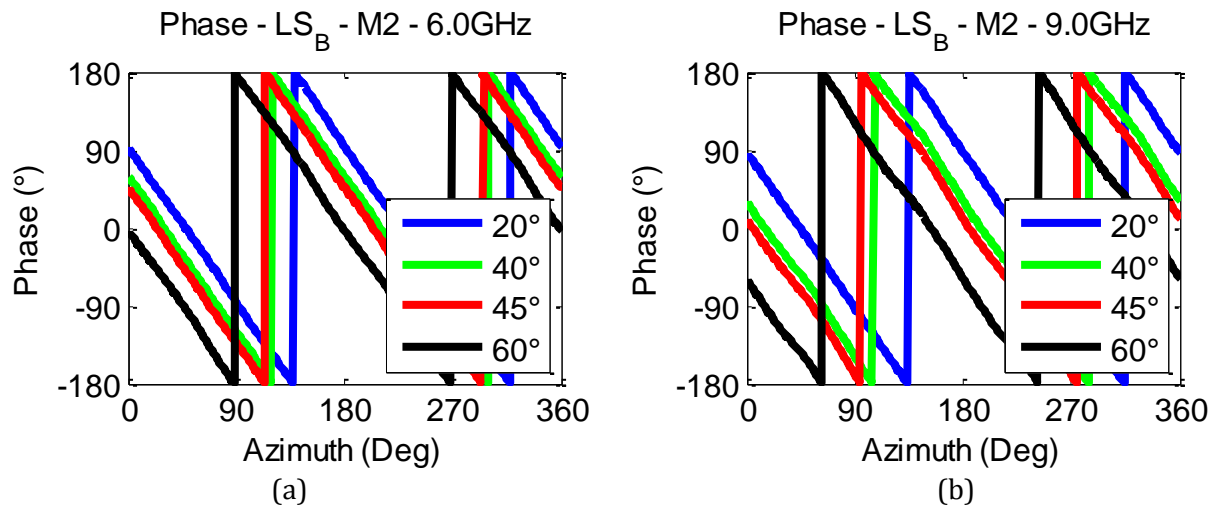 Phase - LS_B - M2 - 6.0GHz
180
90
0
-90
-180
Phase (°)
20°
40°
45°
60°
0 90 180 270 360
Azimuth (Deg)
(a)
Phase - LS_B - M2 - 9.0GHz
180
90
0
-90
-180
Phase (°)
20°
40°
45°
60°
0 90 180 270 360
Azimuth (Deg)
(b)